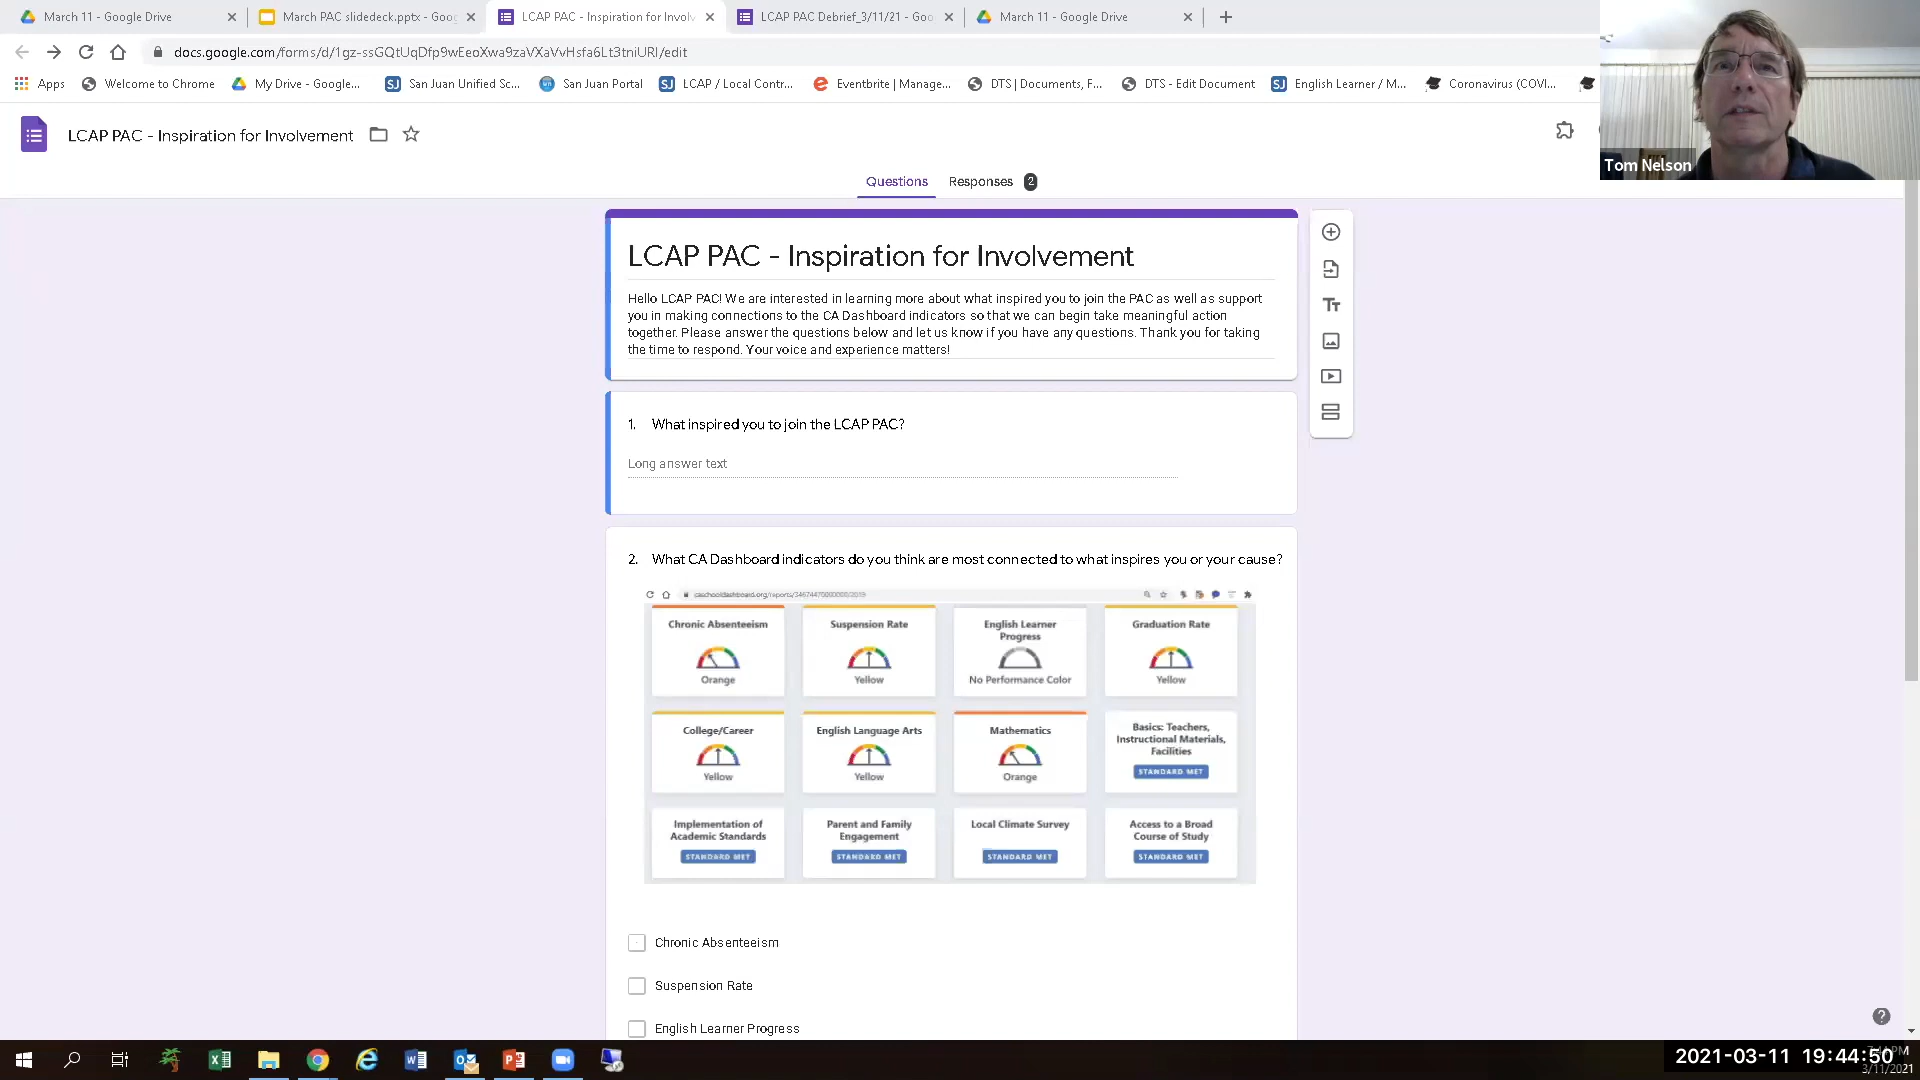 March 11 - Google Drive
March PAC slidedeck.pptx - Goog
LCAP PAC - Inspiration for Involv
LCAP PAC Debrief_3/11/21 - Goo
March 11 - Google Drive
docs.google.com/forms/d/1gz-ssGQtUqDfp9wEeoXwa9zaVXaVvHsfa6Lt3tniURI/edit
Apps
Welcome to Chrome
My Drive - Google...
San Juan Unified Sc...
San Juan Portal
LCAP / Local Contr...
Eventbrite | Manage...
DTS | Documents, F...
DTS - Edit Document
English Learner / M...
Coronavirus (COVI...
LCAP PAC - Inspiration for Involvement
Tom Nelson
Questions
Responses 2
LCAP PAC - Inspiration for Involvement
Hello LCAP PAC! We are interested in learning more about what inspired you to join the PAC as well as support
you in making connections to the CA Dashboard indicators so that we can begin take meaningful action
together. Please answer the questions below and let us know if you have any questions. Thank you for taking
the time to respond. Your voice and experience matters!
1. What inspired you to join the LCAP PAC?
Long answer text
2. What CA Dashboard indicators do you think are most connected to what inspires you or your cause?
Chronic Absenteeism
Orange
Suspension Rate
Yellow
English Learner
Progress
No Performance Color
Graduation Rate
Yellow
College/Career
Yellow
English Language Arts
Yellow
Mathematics
Orange
Basics: Teachers,
Instructional Materials,
Facilities
STANDARD MET
Implementation of
Academic Standards
STANDARD MET
Parent and Family
Engagement
STANDARD MET
Local Climate Survey
STANDARD MET
Access to a Broad
Course of Study
STANDARD MET
Chronic Absenteeism
Suspension Rate
English Learner Progress
2021-03-11 19:44:50
3/11/2021